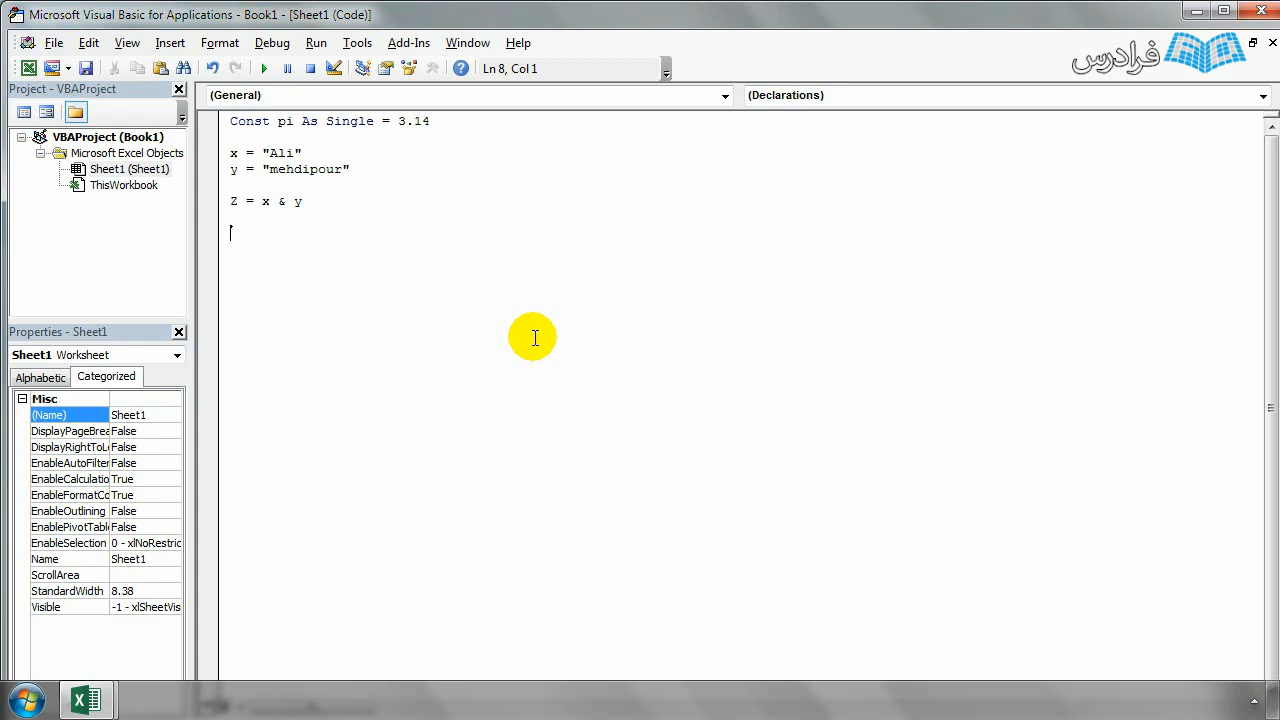 Microsoft Visual Basic for Applications - Book1 - [Sheet1 (Code)]
File Edit View Insert Format Debug Run Tools Add-Ins Window Help
فرادرس
Ln 8, Col 1
Project - VBAProject
(General)
(Declarations)
VBAProject (Book1)
Microsoft Excel Objects
Sheet1 (Sheet1)
ThisWorkbook
Const pi As Single = 3.14
x = "Ali"
y = "mehdipour"
Z = x & y
Properties - Sheet1
Sheet1 Worksheet
Alphabetic Categorized
Misc
(Name) Sheet1
DisplayPageBrea False
DisplayRightToLe False
EnableAutoFilter False
EnableCalculatio True
EnableFormatCo True
EnableOutlining False
EnablePivotTabl False
EnableSelection 0 - xlNoRestric
Name Sheet1
ScrollArea
StandardWidth 8.38
Visible -1 - xlSheetVis